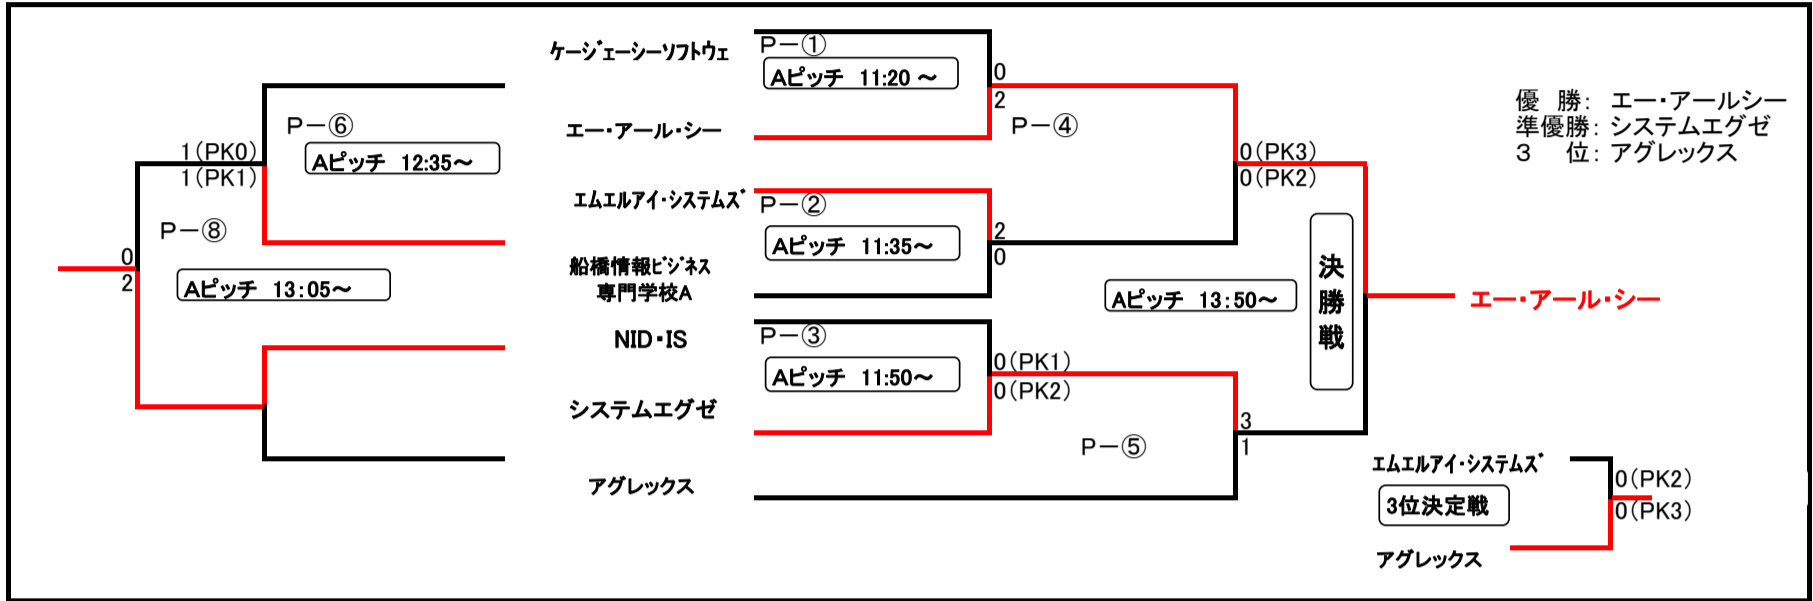 ｹｰｼﾞｪｰｼｰｿﾌﾄｳｪ
P－①
Aピッチ 11:20 ～
0
2
エー・アール・シー
P－④
優 勝： エー・アールシー
準優勝： システムエグゼ
3 位： アグレックス
P－⑥
Aピッチ 12:35～
1(PK0)
1(PK1)
0(PK3)
0(PK2)
ｴﾑｴﾙｱｲ・ｼｽﾃﾑｽﾞ
P－②
Aピッチ 11:35～
2
0
P－⑧
0
2
Aピッチ 13:05～
船橋情報ﾋﾞｼﾞﾈｽ
専門学校A
決勝戦
Aピッチ 13:50～
エー・アール・シー
NID・IS
P－③
Aピッチ 11:50～
0(PK1)
0(PK2)
システムエグゼ
3
1
P－⑤
アグレックス
ｴﾑｴﾙｱｲ・ｼｽﾃﾑｽﾞ
0(PK2)
3位決定戦
0(PK3)
アグレックス